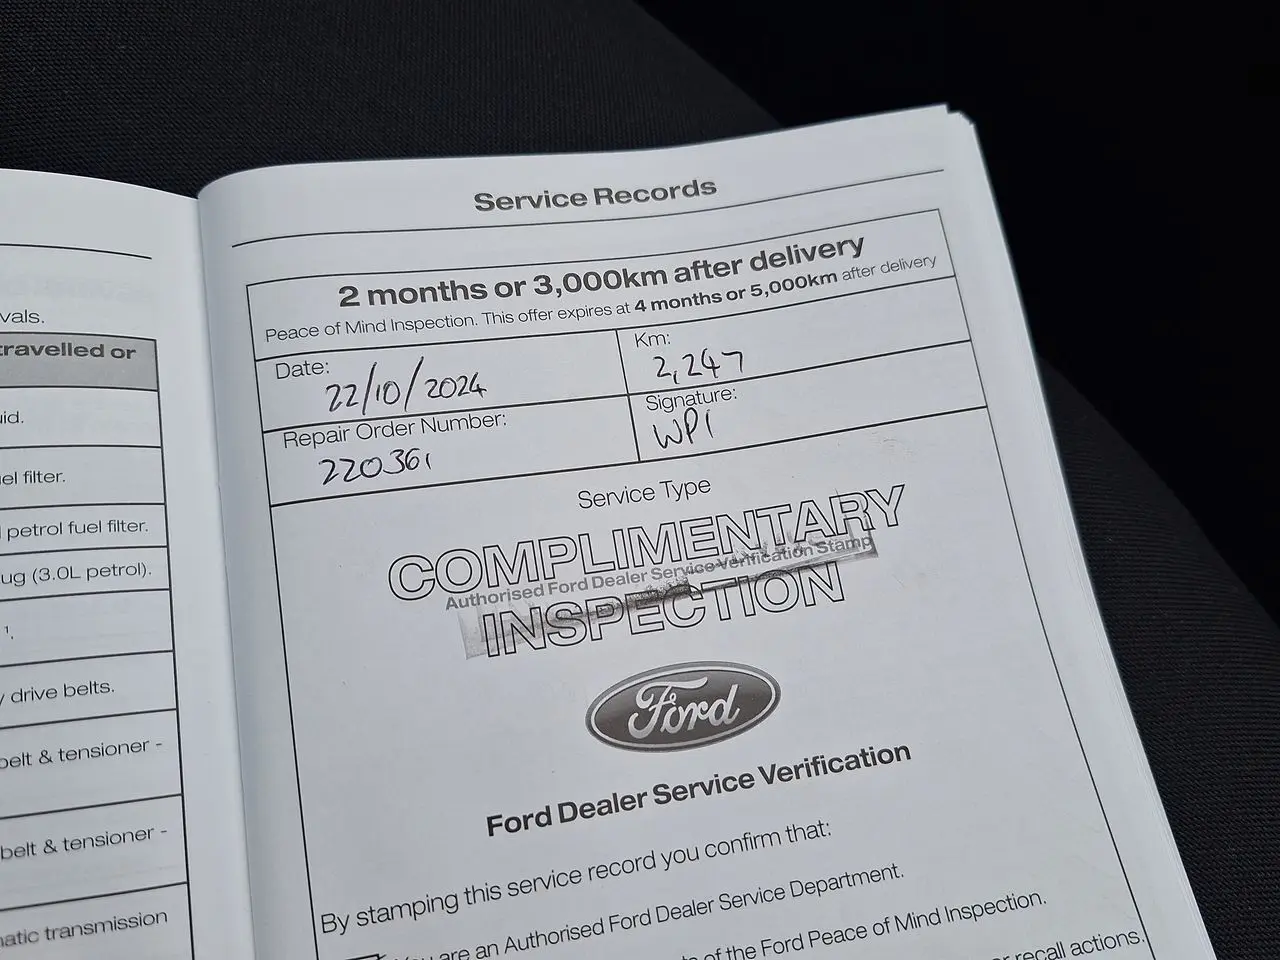 vals.
travelled or
uid.
el filter.
petrol fuel filter.
ug (3.0L petrol).
1.
drive belts.
belt & tensioner -
belt & tensioner -
matic transmission
Service Records
2 months or 3,000km after delivery
Peace of Mind Inspection. This offer expires at 4 months or 5,000km after delivery
Date:
22/10/2024
Km:
2,247
Repair Order Number:
220361
Signature:
WP1
Service Type
COMPLIMENTARY
Authorised Ford Dealer Service Verification Stamp
INSPECTION
Ford
Ford Dealer Service Verification
By stamping this service record you confirm that:
You are an Authorised Ford Dealer Service Department.
of the Ford Peace of Mind Inspection.
or recall actions.